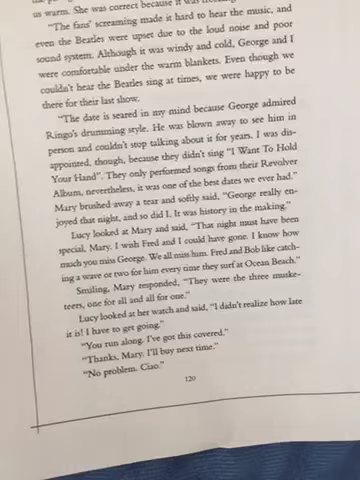 us warm. She was correct because it was
"The fans' screaming made it hard to hear the music, and
even the Beatles were upset due to the loud noise and poor
sound system. Although it was windy and cold, George and I
were comfortable under the warm blankets. Even though we
couldn't hear the Beatles sing at times, we were happy to be
there for their last show.
"The date is seared in my mind because George admired
Ringo's drumming style. He was blown away to see him in
person and couldn't stop talking about it for years. I was dis-
appointed, though, because they didn't sing "I Want To Hold
Your Hand". They only performed songs from their Revolver
Album, nevertheless, it was one of the best dates we ever had."
Mary brushed away a tear and softly said, "George really en-
joyed that night, and so did I. It was history in the making."
Lucy looked at Mary and said, "That night must have been
special, Mary. I wish Fred and I could have gone. I know how
much you miss George. We all miss him. Fred and Bob like catch-
ing a wave or two for him every time they surf at Ocean Beach."
Smiling, Mary responded, "They were the three muske-
teers, one for all and all for one."
Lucy looked at her watch and said, "I didn't realize how late
it is! I have to get going."
"You run along. I've got this covered."
"Thanks, Mary. I'll buy next time."
"No problem. Ciao."
120